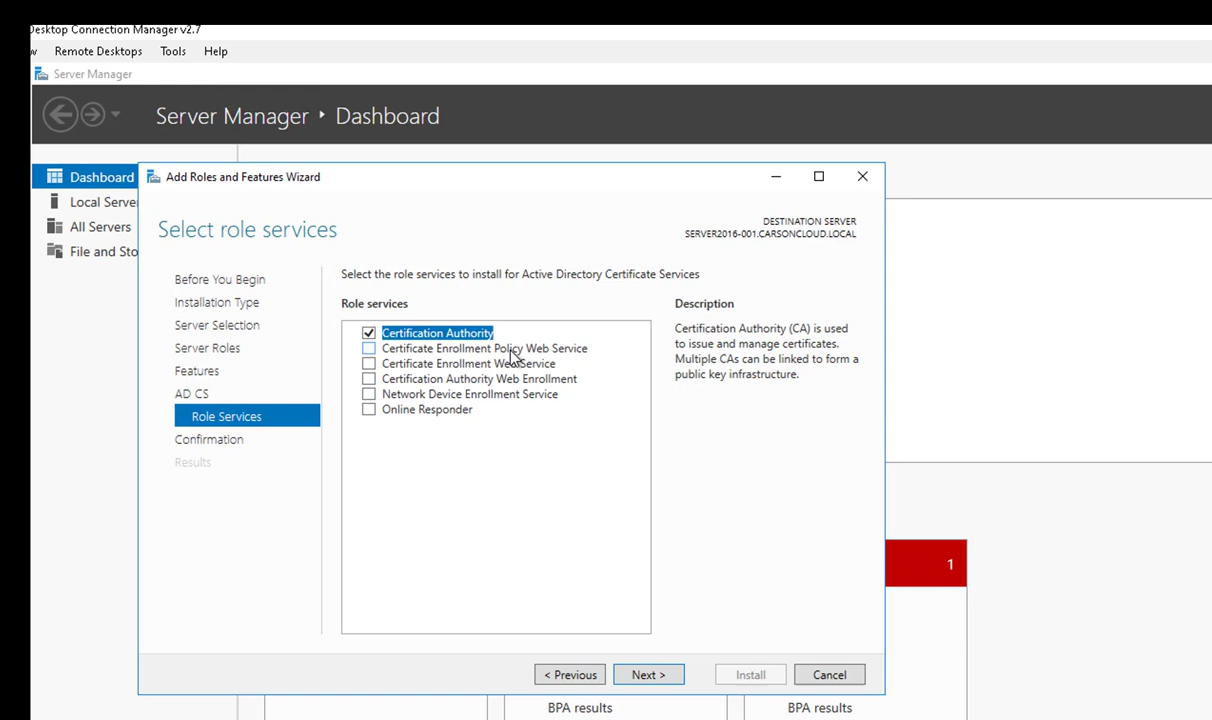 Desktop Connection Manager v2.7
w Remote Desktops Tools Help
Server Manager
Server Manager ‣ Dashboard
Dashboard
Local Serve
All Servers
File and Sto
Add Roles and Features Wizard
Select role services
DESTINATION SERVER
SERVER2016-001.CARSONCLOUD.LOCAL
Before You Begin
Installation Type
Server Selection
Server Roles
Features
AD CS
Role Services
Confirmation
Results
Select the role services to install for Active Directory Certificate Services
Role services
Certification Authority
Certificate Enrollment Policy Web Service
Certificate Enrollment Web Service
Certification Authority Web Enrollment
Network Device Enrollment Service
Online Responder
Description
Certification Authority (CA) is used
to issue and manage certificates.
Multiple CAs can be linked to form a
public key infrastructure.
< Previous
Next >
Install
Cancel
1
BPA results
BPA results